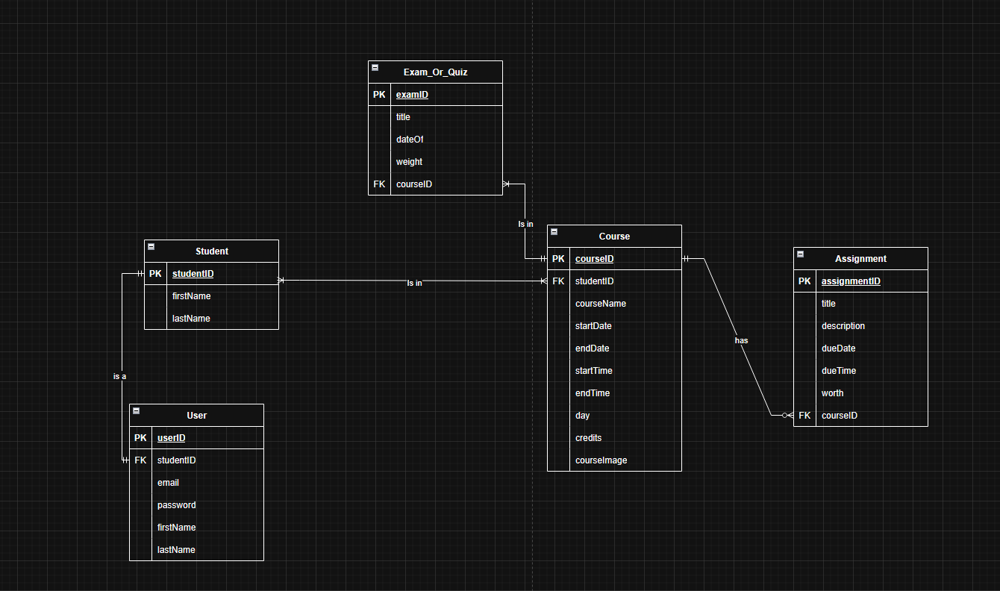 Exam_Or_Quiz
PK examID
title
dateOf
weight
FK courseID
Is in
Student
PK studentID
firstName
lastName
Is in
Course
PK courseID
FK studentID
courseName
startDate
endDate
startTime
endTime
day
credits
courseImage
has
Assignment
PK assignmentID
title
description
dueDate
dueTime
worth
FK courseID
is a
User
PK userID
FK studentID
email
password
firstName
lastName